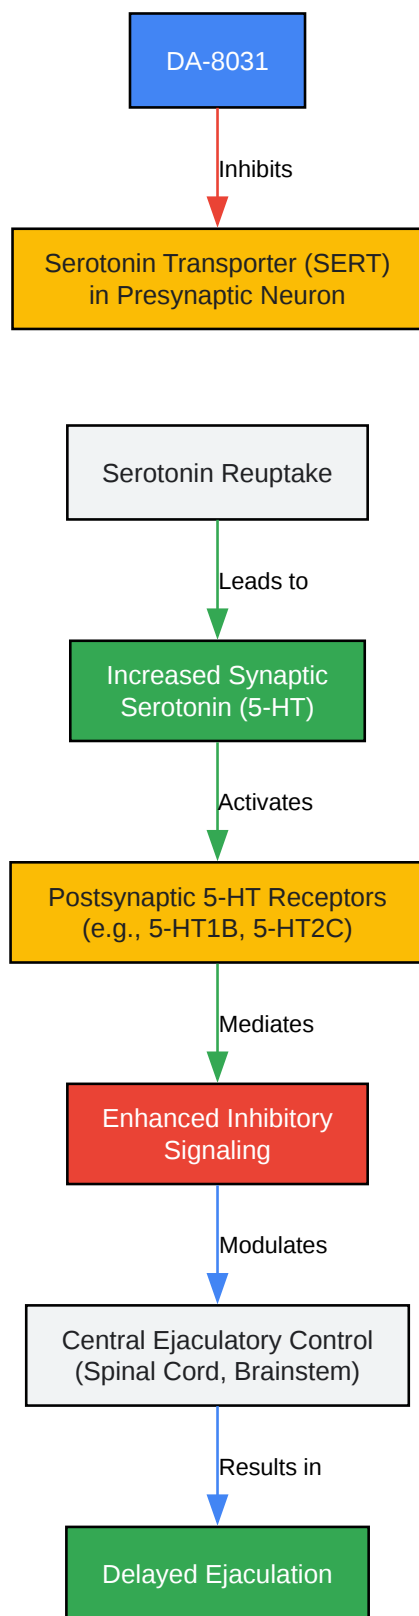 DA-8031
Inhibits
Serotonin Transporter (SERT)
in Presynaptic Neuron
Serotonin Reuptake
Leads to
Increased Synaptic
Serotonin (5-HT)
Activates
Postsynaptic 5-HT Receptors
(e.g., 5-HT1B, 5-HT2C)
Mediates
Enhanced Inhibitory
Signaling
Modulates
Central Ejaculatory Control
(Spinal Cord, Brainstem)
Results in
Delayed Ejaculation